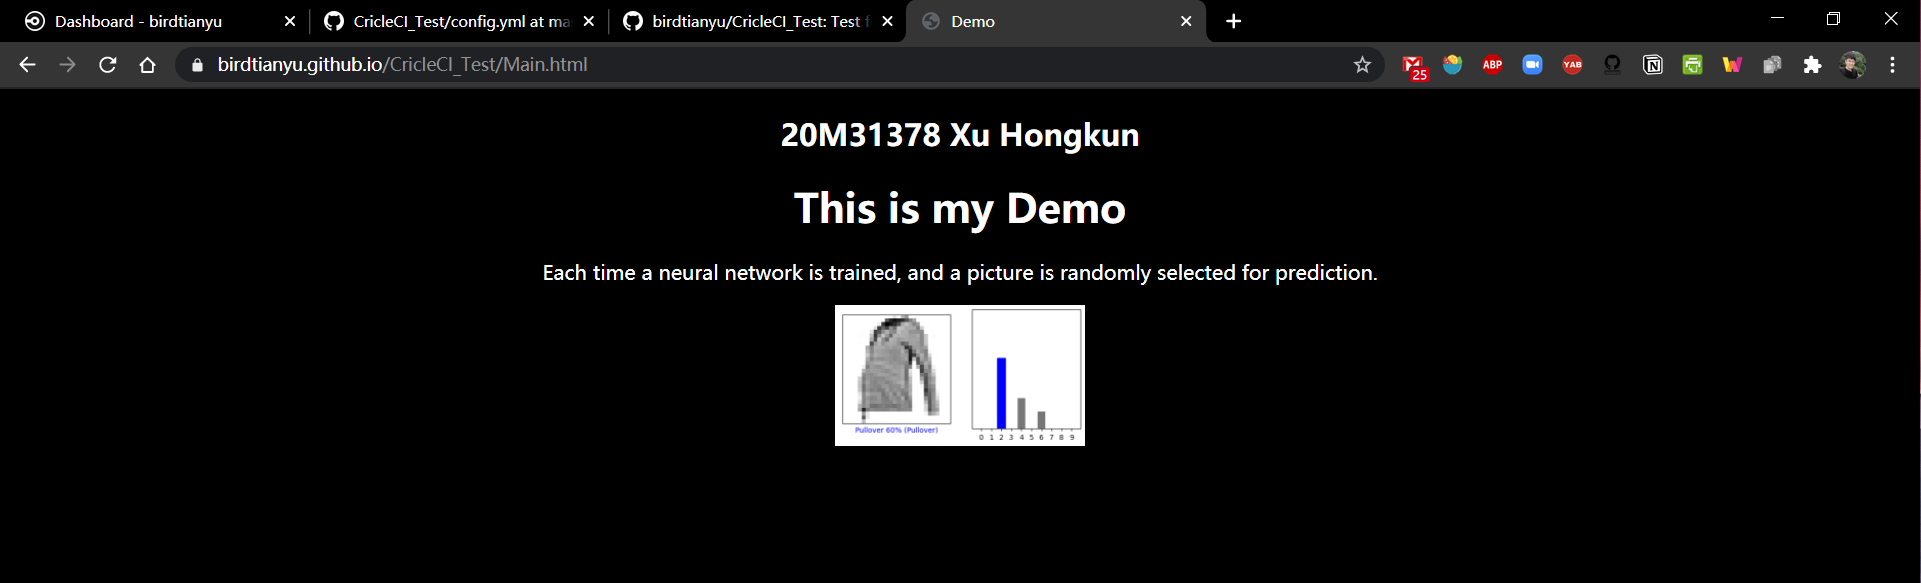 Dashboard - birdtianyu
CricleCI_Test/config.yml at ma
birdtianyu/CricleCI_Test: Test f
Demo
birdtianyu.github.io/CricleCI_Test/Main.html
25
ABP
YAB
20M31378 Xu Hongkun
This is my Demo
Each time a neural network is trained, and a picture is randomly selected for prediction.
Pullover 60% (Pullover)
0 1 2 3 4 5 6 7 8 9